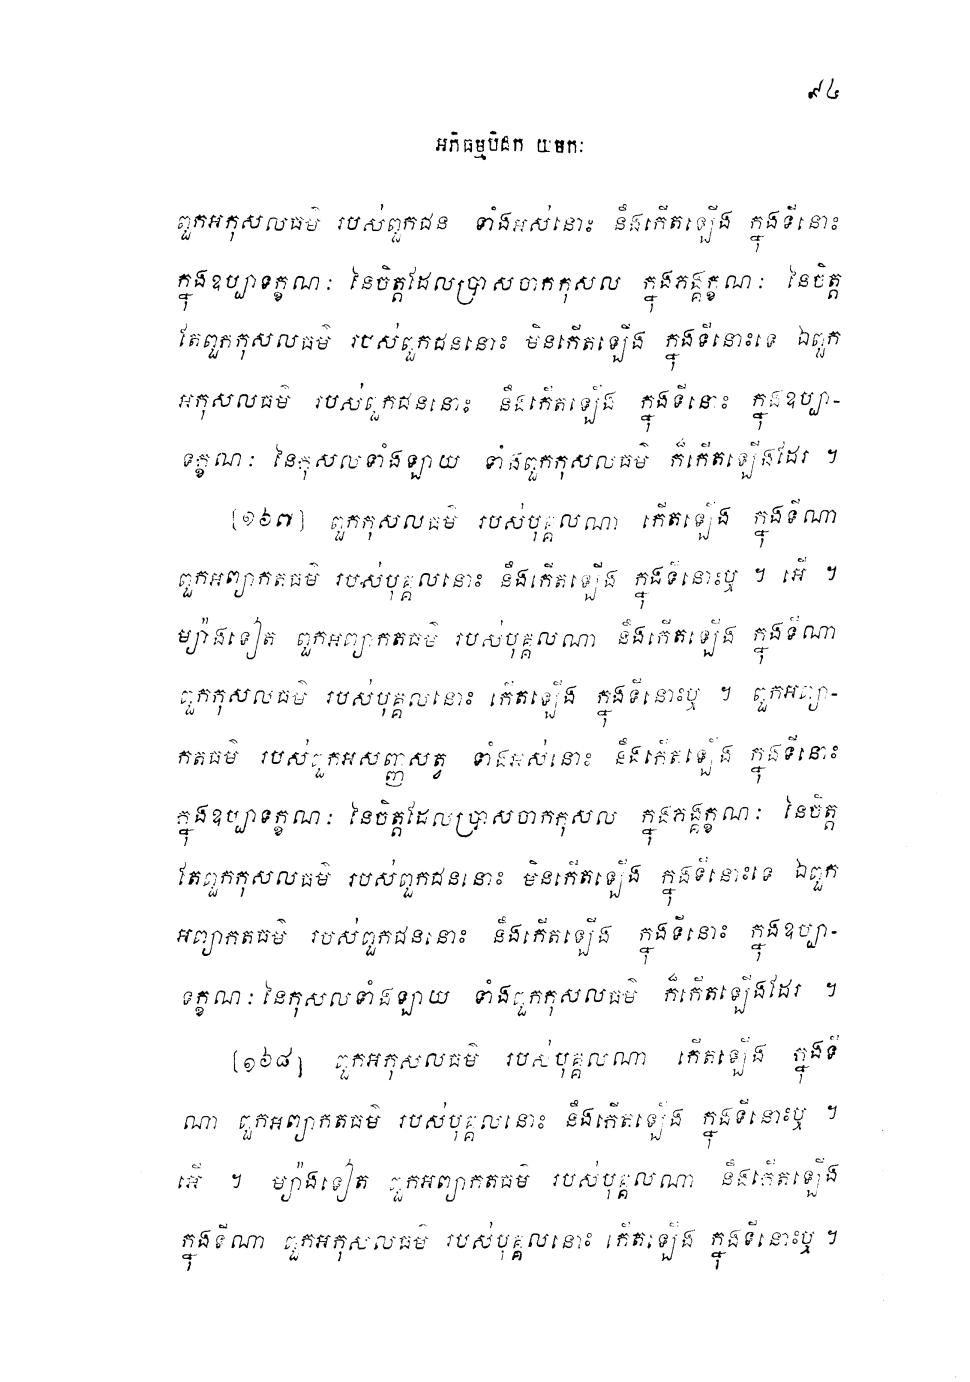 ៩៤
អភិធម្មបិដក យមកៈ
ពួកអកុសលធម៌ របស់ពួកជន ទាំងអស់នោះ នឹងកើតឡើង ក្នុងទីនោះ
ក្នុងឧប្បាទក្ខណៈ នៃចិត្តដែលប្រាសចាកកុសល ក្នុងភង្គក្ខណៈ នៃចិត្ត
តែពួកកុសលធម៌ របស់ពួកជននោះ មិនកើតឡើង ក្នុងទីនោះទេ ឯពួក
អកុសលធម៌ របស់ពួកជននោះ នឹងកើតឡើង ក្នុងទីនោះ ក្នុងឧប្បា-
ទក្ខណៈ នៃកុសលទាំងឡាយ ទាំងពួកកុសលធម៌ ក៏កើតឡើងដែរ ។
[១៦៧] ពួកកុសលធម៌ របស់បុគ្គលណា កើតឡើង ក្នុងទីណា
ពួកអព្យាកតធម៌ របស់បុគ្គលនោះ នឹងកើតឡើង ក្នុងទីនោះឬ ។ អើ ។
ម្យ៉ាងទៀត ពួកអព្យាកតធម៌ របស់បុគ្គលណា នឹងកើតឡើង ក្នុងទីណា
ពួកកុសលធម៌ របស់បុគ្គលនោះ កើតឡើង ក្នុងទីនោះឬ ។ ពួកអព្យា-
កតធម៌ របស់ពួកអសញ្ញសត្វ ទាំងអស់នោះ នឹងកើតឡើង ក្នុងទីនោះ
ក្នុងឧប្បាទក្ខណៈ នៃចិត្តដែលប្រាសចាកកុសល ក្នុងភង្គក្ខណៈ នៃចិត្ត
តែពួកកុសលធម៌ របស់ពួកជននោះ មិនកើតឡើង ក្នុងទីនោះទេ ឯពួក
អព្យាកតធម៌ របស់ពួកជននោះ នឹងកើតឡើង ក្នុងទីនោះ ក្នុងឧប្បា-
ទក្ខណៈ នៃកុសលទាំងឡាយ ទាំងពួកកុសលធម៌ ក៏កើតឡើងដែរ ។
[១៦៨] ពួកអកុសលធម៌ របស់បុគ្គលណា កើតឡើង ក្នុងទី
ណា ពួកអព្យាកតធម៌ របស់បុគ្គលនោះ នឹងកើតឡើង ក្នុងទីនោះឬ ។
អើ ។ ម្យ៉ាងទៀត ពួកអព្យាកតធម៌ របស់បុគ្គលណា នឹងកើតឡើង
ក្នុងទីណា ពួកអកុសលធម៌ របស់បុគ្គលនោះ កើតឡើង ក្នុងទីនោះឬ ។